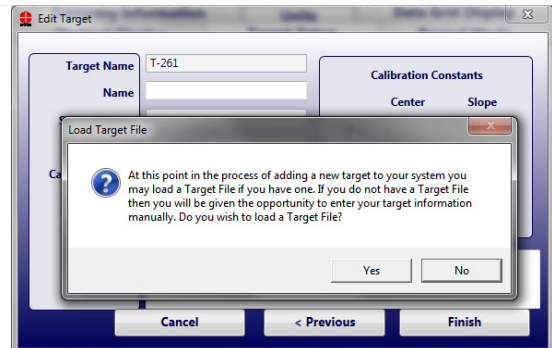 Edit Target
Target Name
T-261
Name
Calibration Constants
Center Slope
Load Target File
At this point in the process of adding a new target to your system you
may load a Target File if you have one. If you do not have a Target File
then you will be given the opportunity to enter your target information
manually. Do you wish to load a Target File?
Yes
No
Cancel
< Previous
Finish